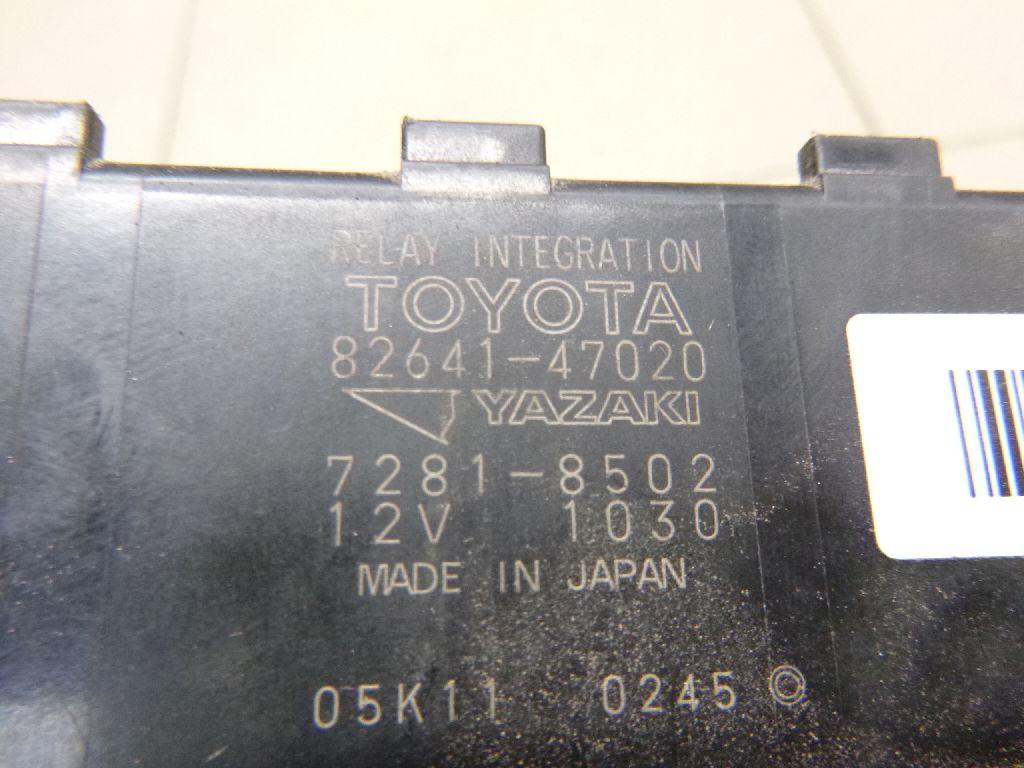 RELAY INTEGRATION
TOYOTA
82641-47020
YAZAKI
7281-8502
12V 1030
MADE IN JAPAN
05K11 0245 ◎